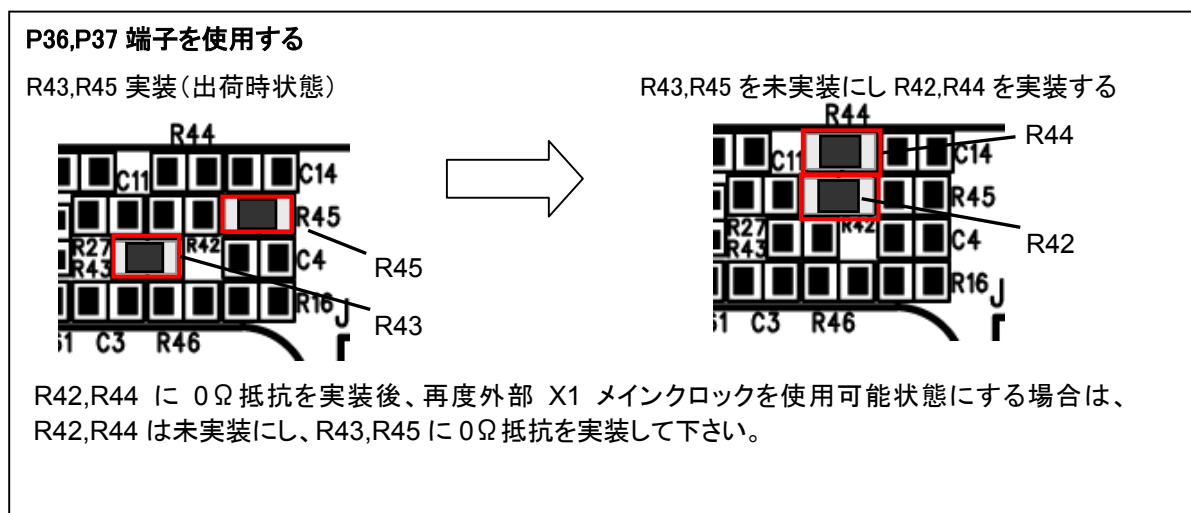 P36,P37 端子を使用する
R43,R45 実装（出荷時状態）
R43,R45 を未実装にし R42,R44 を実装する
R44
C11
C14
R45
R27
R42
R43
C4
R16
C3
R46
R45
R43
R44
C11
C14
R45
R27
R42
R43
C4
R16
C3
R46
R44
R42
R42,R44 に 0Ω抵抗を実装後、再度外部 X1 メインクロックを使用可能状態にする場合は、
R42,R44 は未実装にし、R43,R45 に 0Ω抵抗を実装して下さい。